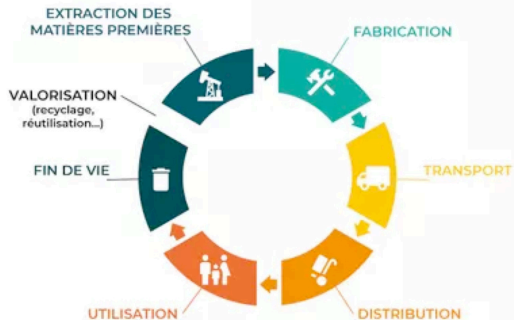 EXTRACTION DES
MATIÈRES PREMIÈRES
FABRICATION
VALORISATION
(recyclage,
réutilisation...)
FIN DE VIE
TRANSPORT
UTILISATION
DISTRIBUTION